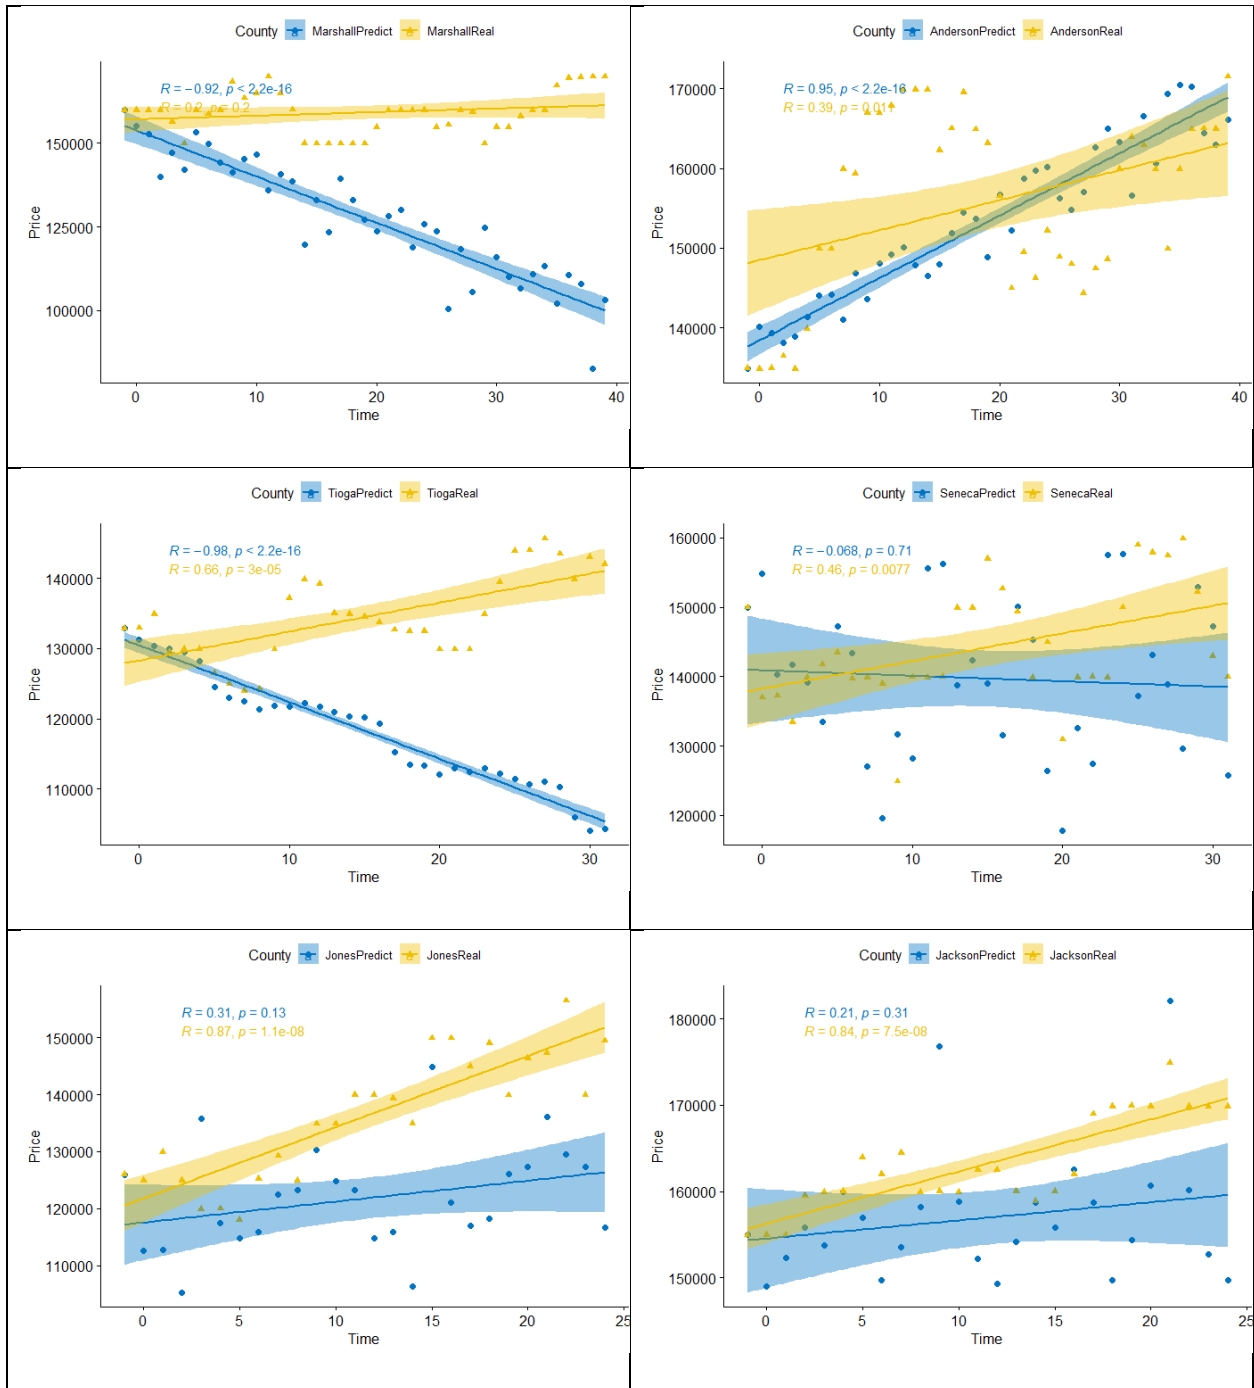 County MarshallPredict MarshallReal
R = −0.92, p < 2.2e-16
R = 0.2, p = 0.2
Price
150000
125000
100000
0 10 20 30 40
Time
County AndersonPredict AndersonReal
R = 0.95, p < 2.2e-16
R = 0.39, p = 0.011
Price
170000
160000
150000
140000
0 10 20 30 40
Time
County TiogaPredict TiogaReal
R = −0.98, p < 2.2e-16
R = 0.66, p = 3e-05
Price
140000
130000
120000
110000
0 10 20 30
Time
County SenecaPredict SenecaReal
R = −0.068, p = 0.71
R = 0.46, p = 0.0077
Price
160000
150000
140000
130000
120000
0 10 20 30
Time
County JonesPredict JonesReal
R = 0.31, p = 0.13
R = 0.87, p = 1.1e-08
Price
150000
140000
130000
120000
110000
0 5 10 15 20 25
Time
County JacksonPredict JacksonReal
R = 0.21, p = 0.31
R = 0.84, p = 7.5e-08
Price
180000
170000
160000
150000
0 5 10 15 20 25
Time